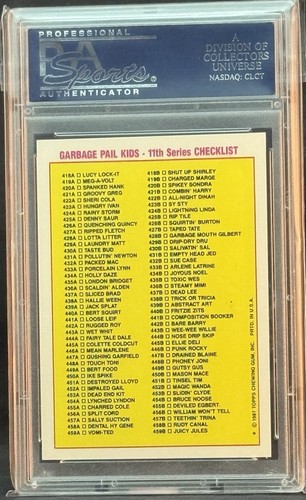 PROFESSIONAL
PSA
Sports
AUTHENTICATOR
A
DIVISION OF
COLLECTORS
UNIVERSE
NASDAQ: CLCT
GARBAGE PAIL KIDS - 11th Series CHECKLIST
418A □ LUCY LOCK-IT
419A □ MEG-A-VOLT
420A □ SPANKED HANK
421A □ GROOVY GREG
422A □ SHERI COLA
423A □ HUNGRY IVAN
424A □ RAINY STORM
425A □ DENNY SAUR
426A □ QUENCHING QUINCY
427A □ RIPPED FLETCH
428A □ LOTTA LITTER
429A □ LAUNDRY MATT
430A □ TASTE BUD
431A □ POLLUTIN' NEWTON
432A □ PACKED MAC
433A □ PORCELAIN LYNN
434A □ HOLLY DAZE
435A □ LONDON BRIDGET
436A □ SCALDIN' ALDEN
437A □ SLICED BRAD
438A □ HALLIE WEEN
439A □ JACK SPLAT
440A □ BERT SQUIRT
441A □ LOOSE LEIF
442A □ RUGGED ROY
443A □ WET WHIT
444A □ FAIRY TALE DALE
445A □ COLETTE COLDCUT
446A □ MEAN MARLENE
447A □ GUSHING GARFIELD
448A □ TOUCH TONI
449A □ BERT FOOD
450A □ IKE SPIKE
451A □ DESTROYED LLOYD
452A □ IMPALED GAIL
453A □ DEAD END KIT
454A □ LYNCHED LYNDON
455A □ CHARRED COLE
456A □ SPLIT CORD
457A □ SALLY SUCTION
458A □ DENTAL HY GENE
459A □ VOMI-TED
418B □ SHUT UP SHIRLEY
419B □ CHARGED MARGE
420B □ SPIKEY SONDRA
421B □ COMBIN' HARRY
422B □ ALL-NIGHT DINAH
423B □ SY STY
424B □ LIGHTNING LINDA
425B □ RIP TILE
426B □ SQUIRTIN' BURTON
427B □ TAPED TATE
428B □ GARBAGE MOUTH GILBERT
429B □ DRIP-DRY DRU
430B □ SALIVATIN' SAL
431B □ EMPTY HEAD JED
432B □ SUE CASE
433B □ ARLENE LATRINE
434B □ JOYOUS NOEL
435B □ TOXIC WES
436B □ STEAMY MIMI
437B □ DEAD LEE
438B □ TRICK OR TRICIA
439B □ ABSTRACT ART
440B □ FRITZIE ZITS
441B □ COMPOSITION BOOKER
442B □ BARE BARRY
443B □ WEE-WEE WILLIE
444B □ NOSE DRIP SKIP
445B □ ELLIE DELI
446B □ PUNK ROCKY
447B □ DRAINED BLAINE
448B □ PHONEY JONI
449B □ GUTSY GUS
450B □ MASON MACE
451B □ TINSEL TIM
452B □ MAGIC WANDA
453B □ SLIDIN' CLYDE
454B □ BRUCE NOOSE
455B □ DEVILED EGBERT
456B □ WILLIAM WON'T TELL
457B □ TEETHIN' TRINA
458B □ RUDY CANAL
459B □ JUICY JULES
© 1987 TOPPS CHEWING GUM, INC. PRTD. IN U.S.A.